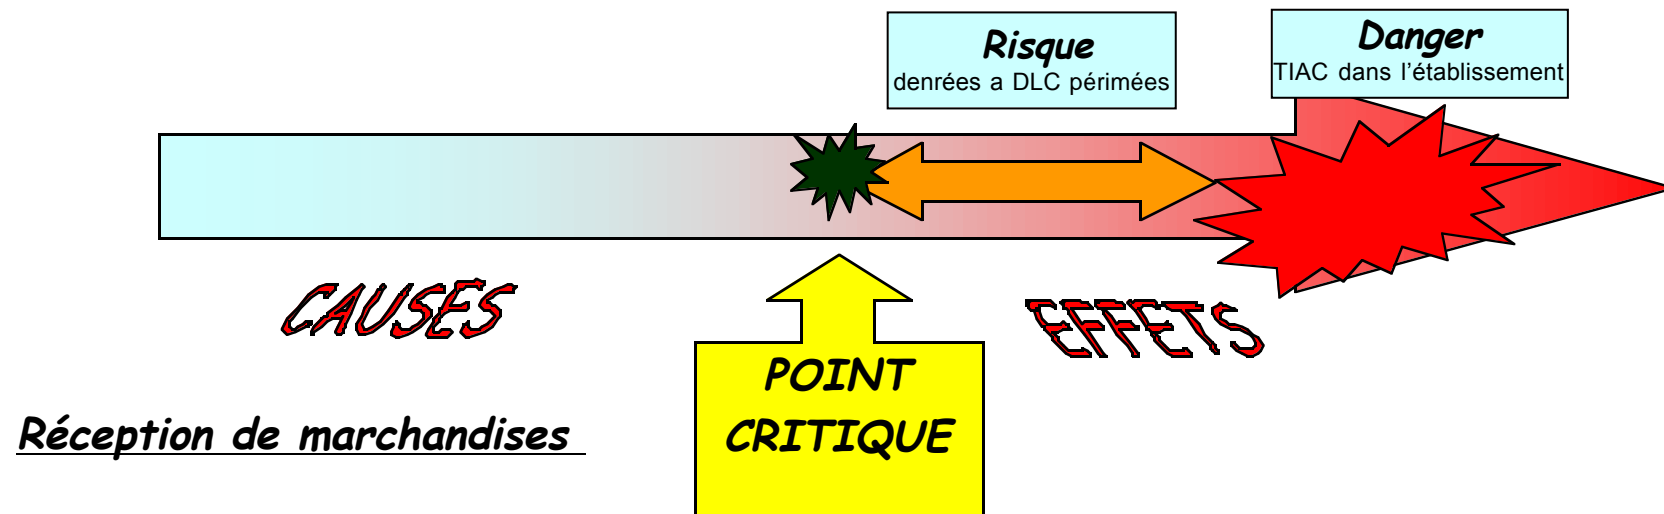 Risque
denrées a DLC périmées
Danger
TIAC dans l'établissement
CAUSES
EFFETS
POINT
CRITIQUE
Réception de marchandises